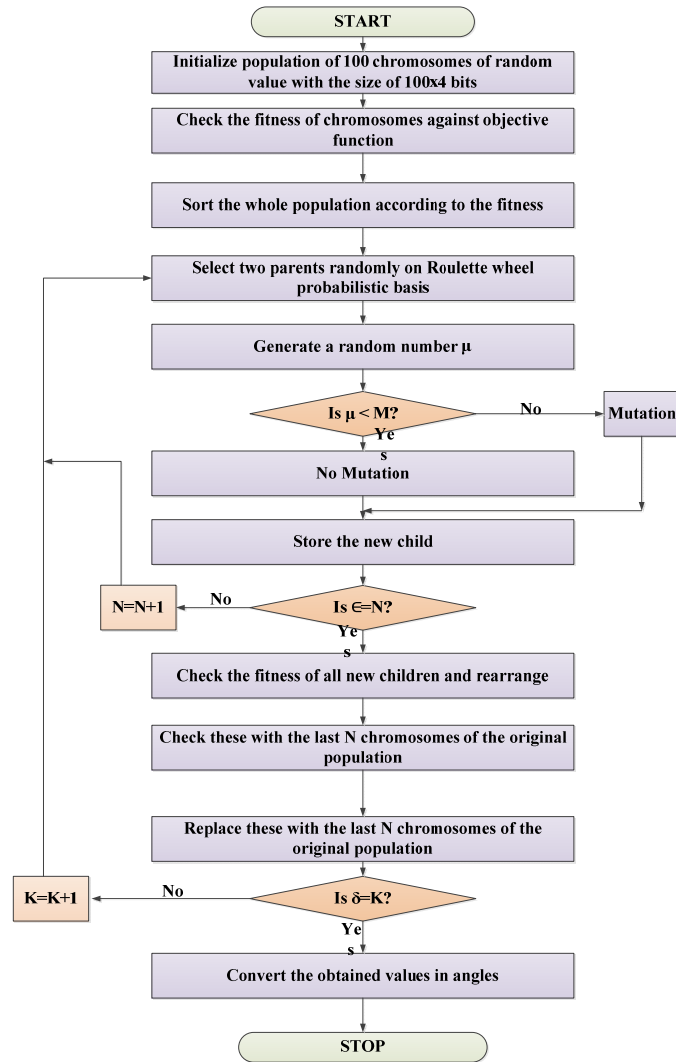 START
Initialize population of 100 chromosomes of random
value with the size of 100x4 bits
Check the fitness of chromosomes against objective
function
Sort the whole population according to the fitness
Select two parents randomly on Roulette wheel
probabilistic basis
Generate a random number μ
Is μ < M?
No
Mutation
Ye
s
No Mutation
Store the new child
Is ∈=N?
No
N=N+1
Ye
s
Check the fitness of all new children and rearrange
Check these with the last N chromosomes of the original
population
Replace these with the last N chromosomes of the
original population
Is δ=K?
No
K=K+1
Ye
s
Convert the obtained values in angles
STOP